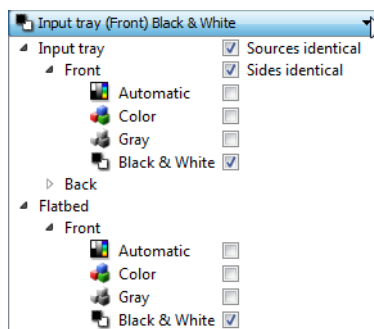 Input tray (Front) Black & White
Input tray Sources identical
Front Sides identical
Automatic
Color
Gray
Black & White
Back
Flatbed
Front
Automatic
Color
Gray
Black & White